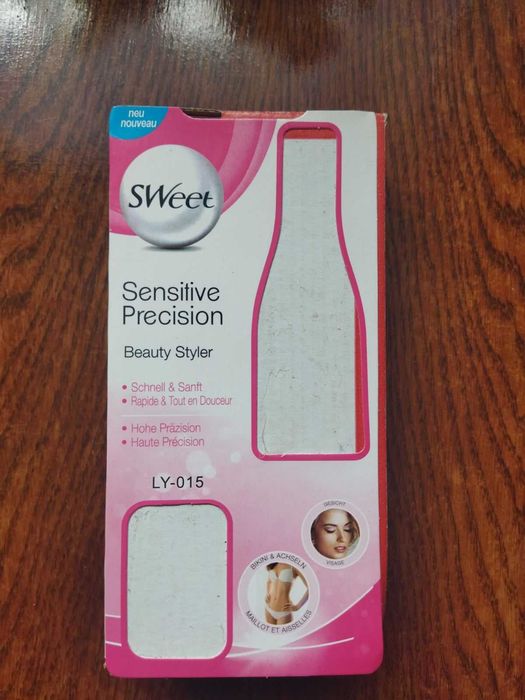 neu
nouveau
SWeet
Sensitive
Precision
Beauty Styler
• Schnell & Sanft
• Rapide & Tout en Douceur
• Hohe Präzision
• Haute Précision
LY-015
GESICHT
VISAGE
BIKINI & ACHSELN
MAILLOT ET AISSELLES